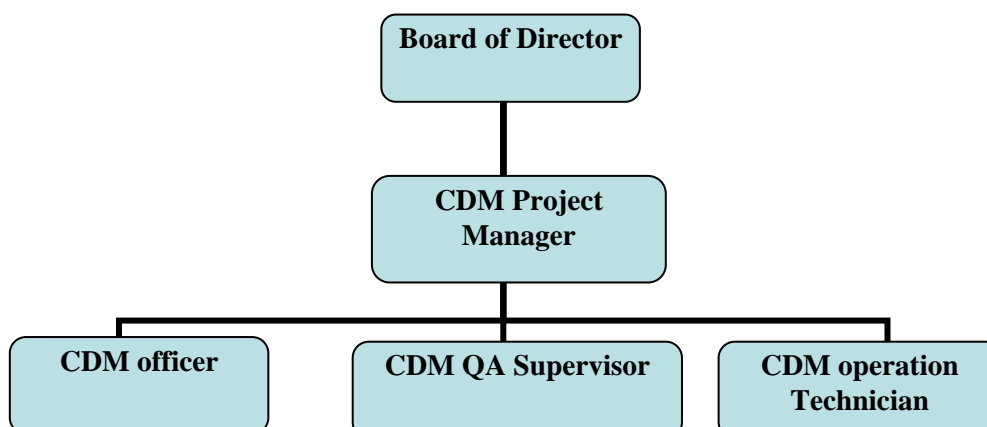 Board of Director
CDM Project
Manager
CDM officer
CDM QA Supervisor
CDM operation
Technician